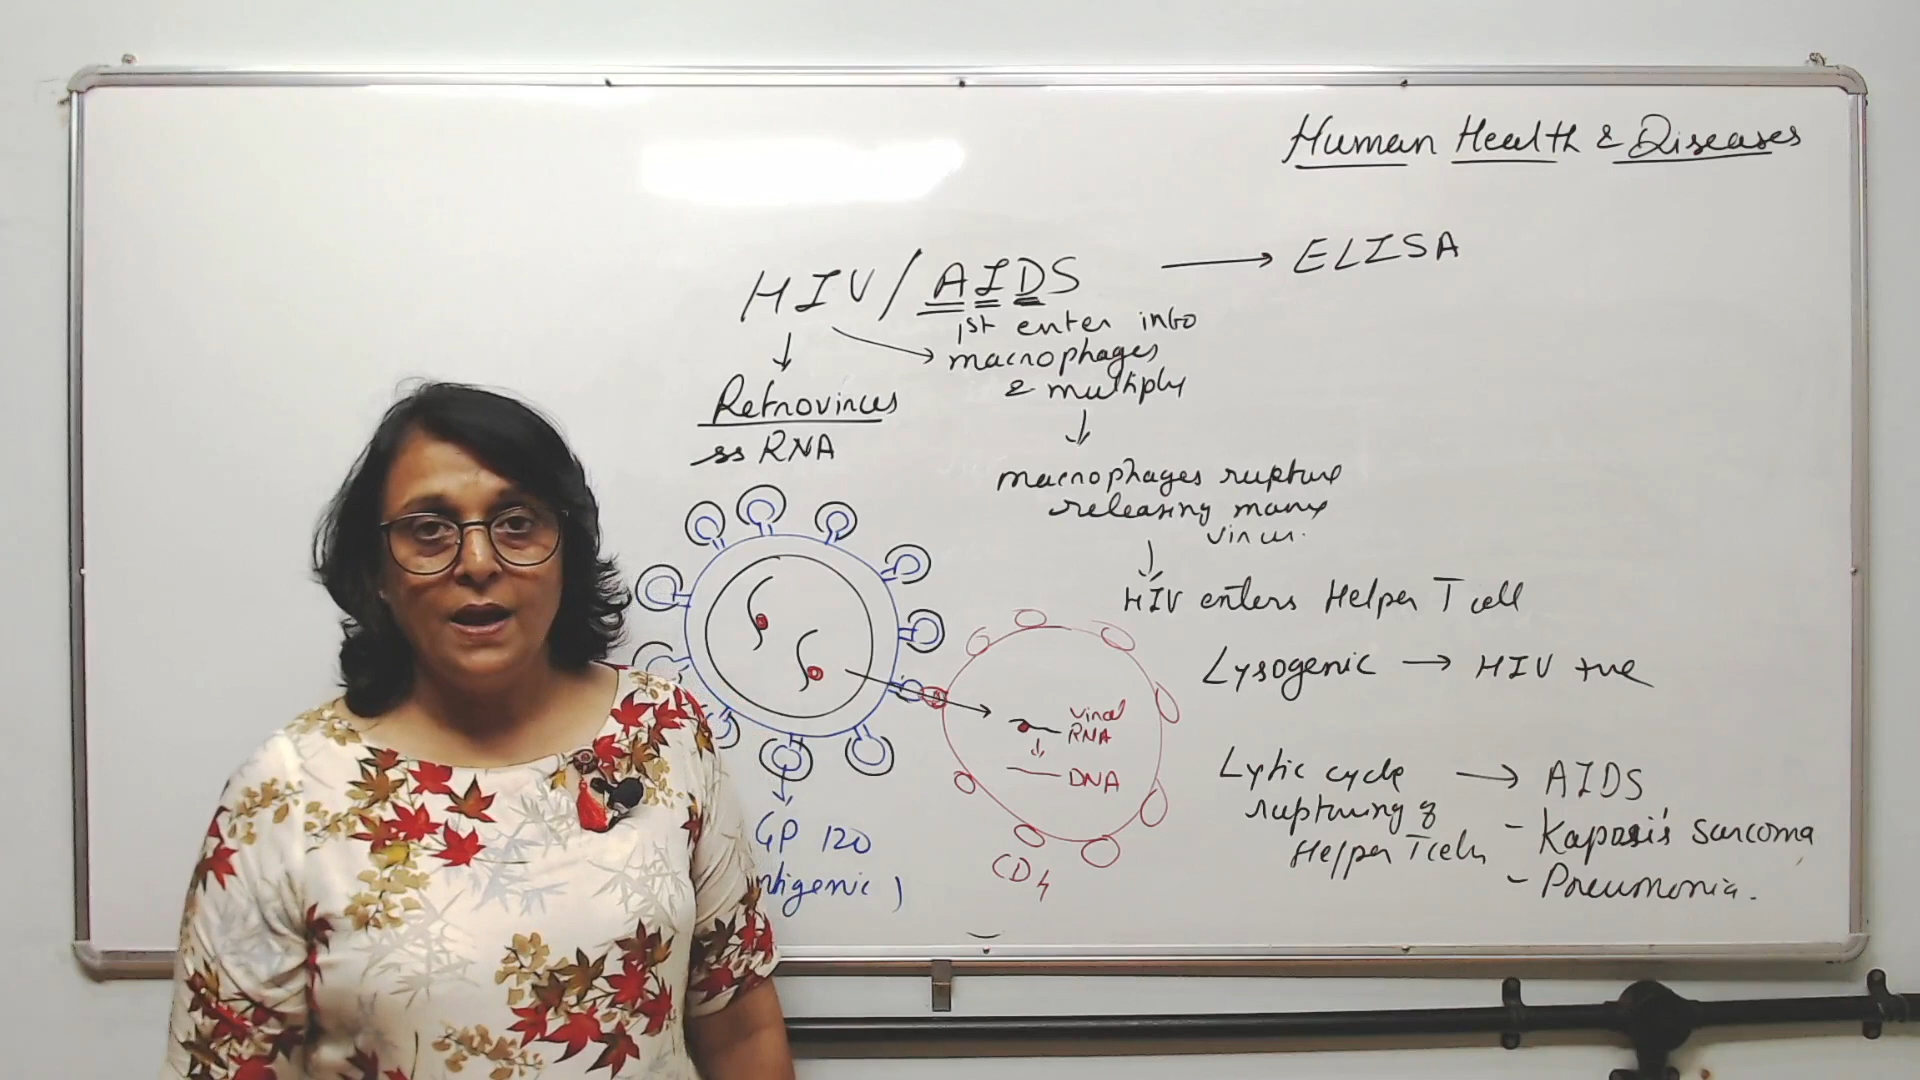 Human Health & Diseases
HIV/AIDS → ELISA
↓
Retrovirus
ss RNA
→ 1st enter into
macrophages
& multiply
↓
macrophages rupture
releasing many
virus.
↓
HIV enters Helper T cell
Lysogenic → HIV +ve
Viral
RNA
↓
DNA
CD4
GP 120
ntigenic)
Lytic cycle → AIDS
rupturing of
Helper T cells
- Kaposi's sarcoma
- Pneumonia.